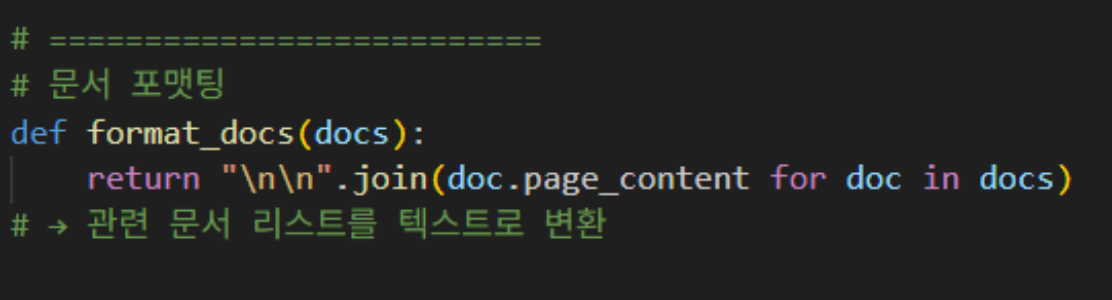 # ==========================
# 문서 포맷팅
def format_docs(docs):
    return "\n\n".join(doc.page_content for doc in docs)
# → 관련 문서 리스트를 텍스트로 변환